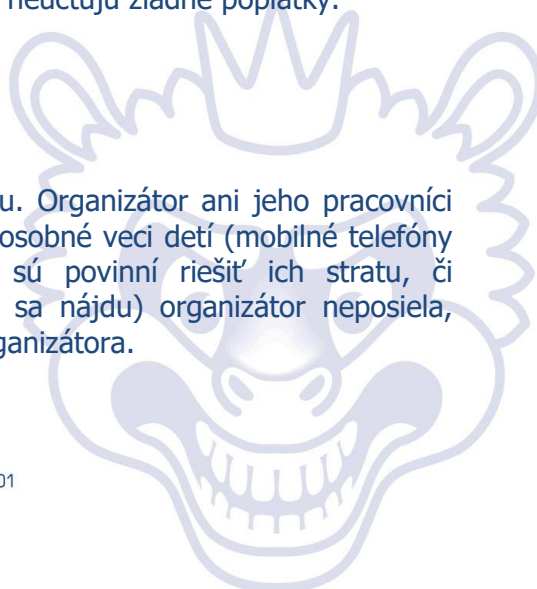 neúčtujú žiadne poplatky.
u. Organizátor ani jeho pracovníci
osobné veci detí (mobilné telefóny
sú povinní riešiť ich stratu, či
sa nájdu) organizátor neposiela,
ganizátora.
01